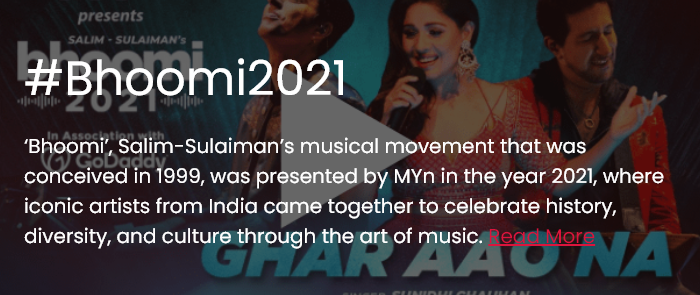 presents
SALIM - SULAIMAN's
bhoomi
#Bhoomi2021
2021
In Association with
GoDaddy
'Bhoomi', Salim-Sulaiman's musical movement that was
conceived in 1999, was presented by MYn in the year 2021, where
iconic artists from India came together to celebrate history,
diversity, and culture through the art of music. Read More
GHAR AAO NA
SINGER SUNIDHI CHAUHAN